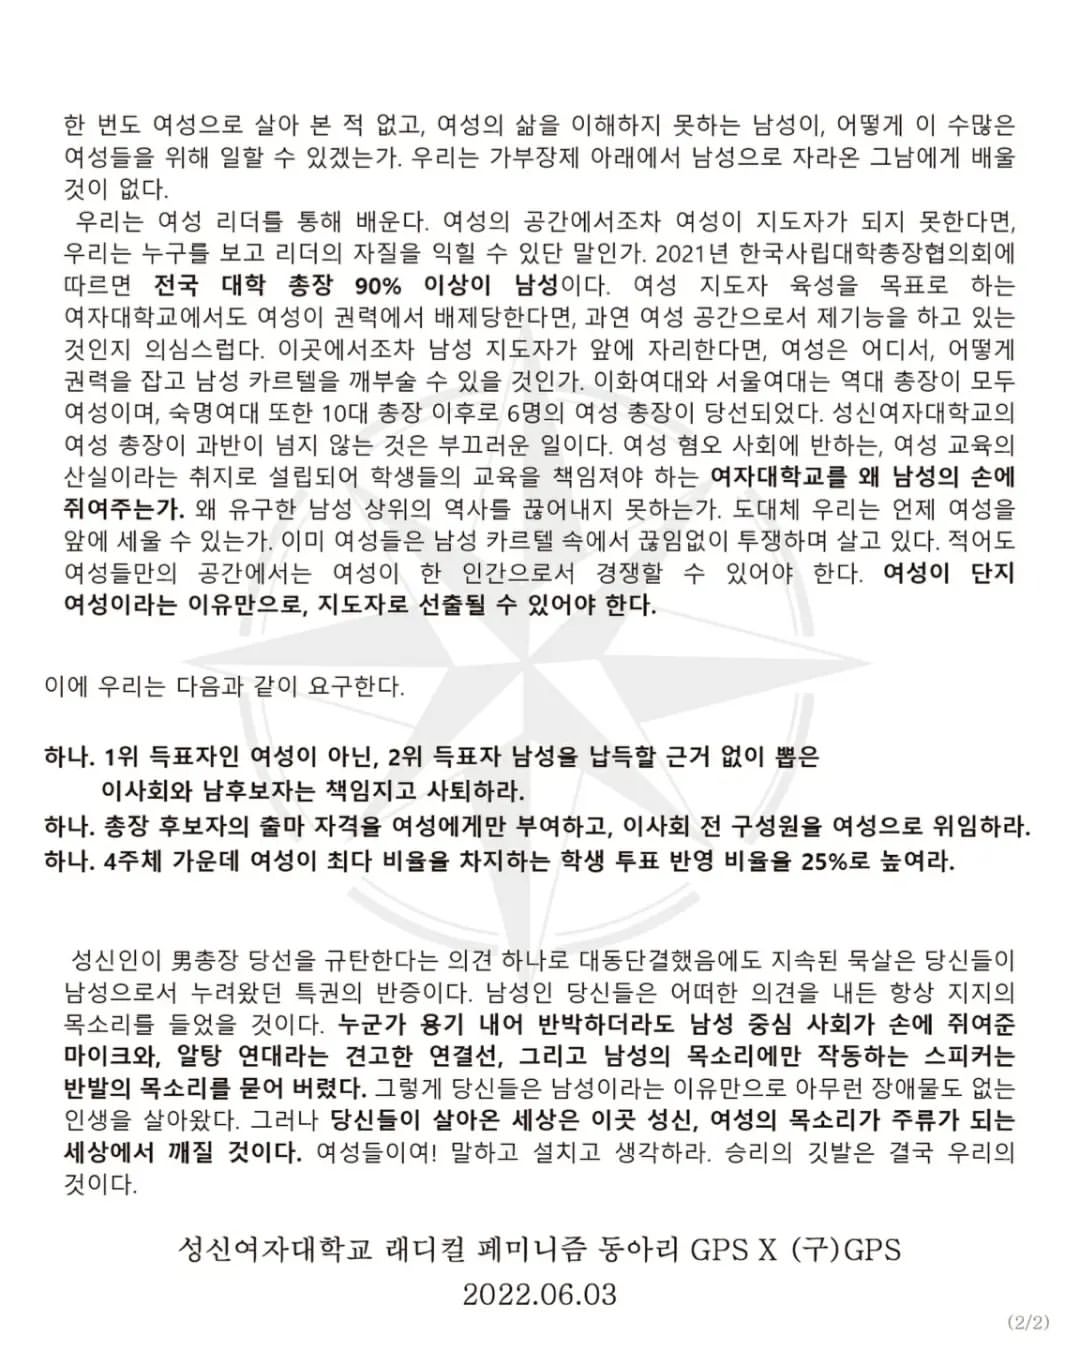 한 번도 여성으로 살아 본 적 없고, 여성의 삶을 이해하지 못하는 남성이, 어떻게 이 수많은
여성들을 위해 일할 수 있겠는가. 우리는 가부장제 아래에서 남성으로 자라온 그남에게 배울
것이 없다.
우리는 여성 리더를 통해 배운다. 여성의 공간에서조차 여성이 지도자가 되지 못한다면,
우리는 누구를 보고 리더의 자질을 익힐 수 있단 말인가. 2021년 한국사립대학총장협의회에
따르면 전국 대학 총장 90% 이상이 남성이다. 여성 지도자 육성을 목표로 하는
여자대학교에서도 여성이 권력에서 배제당한다면, 과연 여성 공간으로서 제기능을 하고 있는
것인지 의심스럽다. 이곳에서조차 남성 지도자가 앞에 자리한다면, 여성은 어디서, 어떻게
권력을 잡고 남성 카르텔을 깨부술 수 있을 것인가. 이화여대와 서울여대는 역대 총장이 모두
여성이며, 숙명여대 또한 10대 총장 이후로 6명의 여성 총장이 당선되었다. 성신여자대학교의
여성 총장이 과반이 넘지 않는 것은 부끄러운 일이다. 여성 혐오 사회에 반하는, 여성 교육의
산실이라는 취지로 설립되어 학생들의 교육을 책임져야 하는 여자대학교를 왜 남성의 손에
쥐여주는가. 왜 유구한 남성 상위의 역사를 끊어내지 못하는가. 도대체 우리는 언제 여성을
앞에 세울 수 있는가. 이미 여성들은 남성 카르텔 속에서 끊임없이 투쟁하며 살고 있다. 적어도
여성들만의 공간에서는 여성이 한 인간으로서 경쟁할 수 있어야 한다. 여성이 단지
여성이라는 이유만으로, 지도자로 선출될 수 있어야 한다.
이에 우리는 다음과 같이 요구한다.
하나. 1위 득표자인 여성이 아닌, 2위 득표자 남성을 납득할 근거 없이 뽑은
이사회와 남후보자는 책임지고 사퇴하라.
하나. 총장 후보자의 출마 자격을 여성에게만 부여하고, 이사회 전 구성원을 여성으로 위임하라.
하나. 4주체 가운데 여성이 최다 비율을 차지하는 학생 투표 반영 비율을 25%로 높여라.
성신인이 男총장 당선을 규탄한다는 의견 하나로 대동단결했음에도 지속된 묵살은 당신들이
남성으로서 누려왔던 특권의 반증이다. 남성인 당신들은 어떠한 의견을 내든 항상 지지의
목소리를 들었을 것이다. 누군가 용기 내어 반박하더라도 남성 중심 사회가 손에 쥐여준
마이크와, 알탕 연대라는 견고한 연결선, 그리고 남성의 목소리에만 작동하는 스피커는
반발의 목소리를 묻어 버렸다. 그렇게 당신들은 남성이라는 이유만으로 아무런 장애물도 없는
인생을 살아왔다. 그러나 당신들이 살아온 세상은 이곳 성신, 여성의 목소리가 주류가 되는
세상에서 깨질 것이다. 여성들이여! 말하고 설치고 생각하라. 승리의 깃발은 결국 우리의
것이다.
성신여자대학교 래디컬 페미니즘 동아리 GPS X (구)GPS
2022.06.03
(2/2)